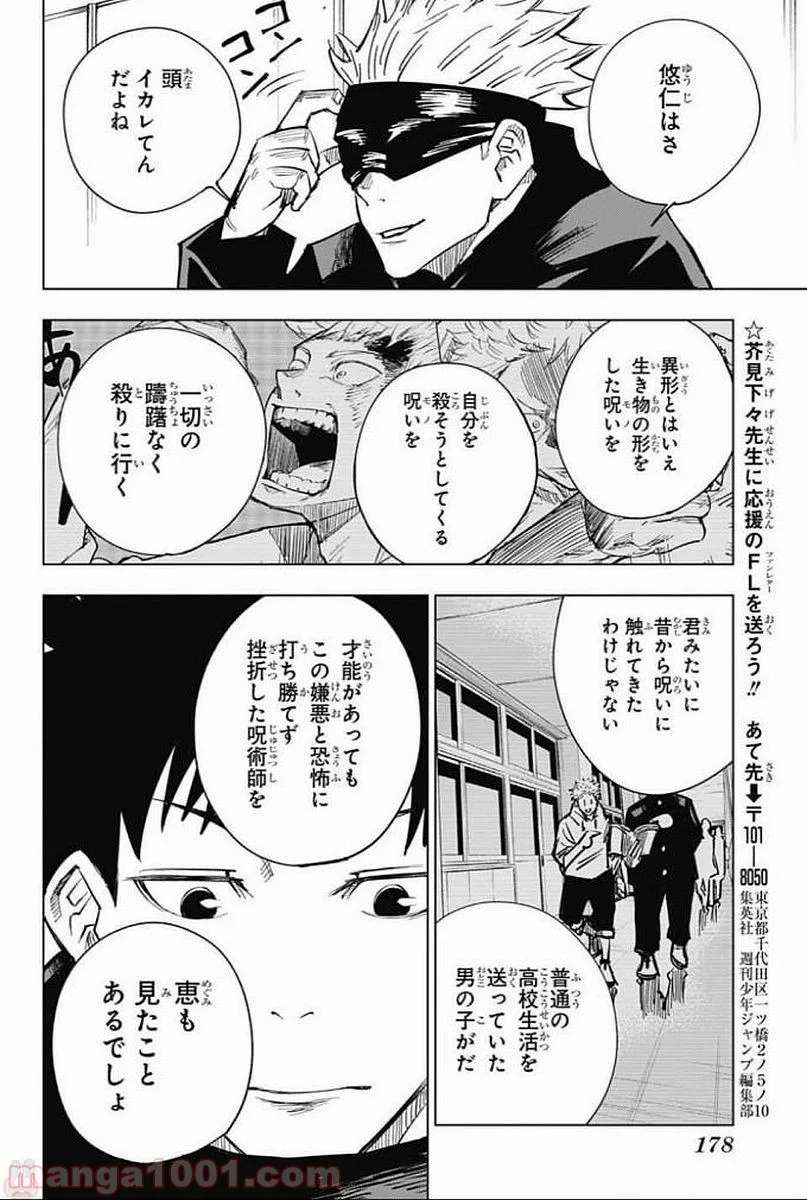 悠仁はさ
コンコン
頭
イカレてん
だよね
異形とはいえ
生き物の形を
した呪いを
自分を
殺そうとしてくる
呪いを
一切の
躊躇なく
殺りに行く
君みたいに
昔から呪いに
触れてきた
わけじゃない
普通の
高校生活を
送っていた
男の子がだ
才能があっても
この嫌悪と恐怖に
打ち勝てず
挫折した呪術師を
恵も
見たこと
あるでしょ
☆芥見下々先生に応援のFLを送ろう!! あて先➡〒101-8050
東京都千代田区一ツ橋2ノ5ノ10
集英社 週刊少年ジャンプ編集部
178
manga1001.com